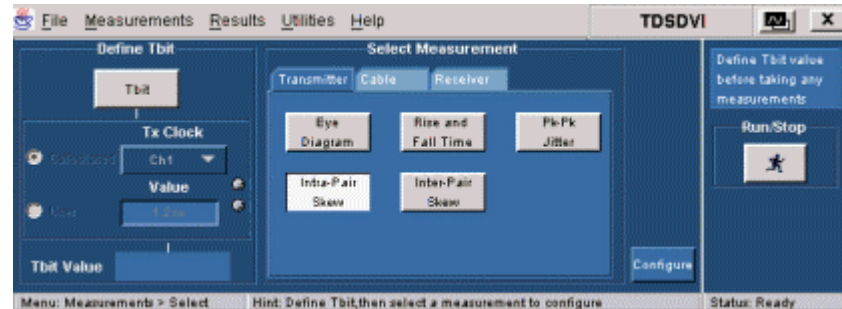 File Measurements Results Utilities Help TDSDVI X
Define Tbit
Tbit
Tx Clock
Calculated Ch1
Value
User 1.2ns
Tbit Value
Select Measurement
Transmitter Cable Receiver
Eye Diagram
Rise and Fall Time
Pk-Pk Jitter
Intra-Pair Skew
Inter-Pair Skew
Configure
Define Tbit value
before taking any
measurements
Run/Stop
Menu: Measurements > Select Hint: Define Tbit,then select a measurement to configure Status: Ready